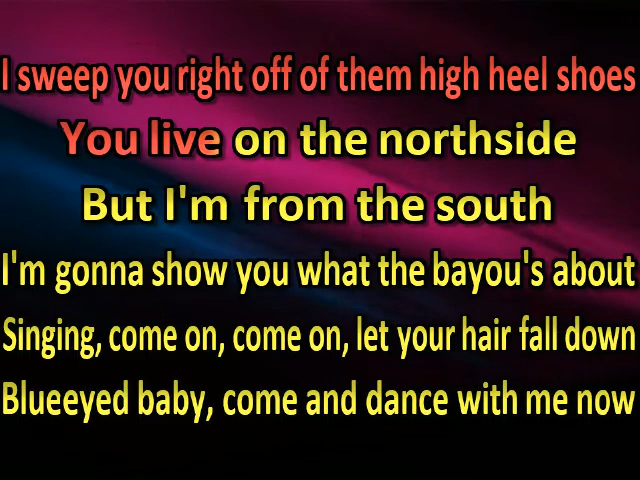 I sweep you right off of them high heel shoes
You live on the northside
But I'm from the south
I'm gonna show you what the bayou's about
Singing, come on, come on, let your hair fall down
Blueeyed baby, come and dance with me now